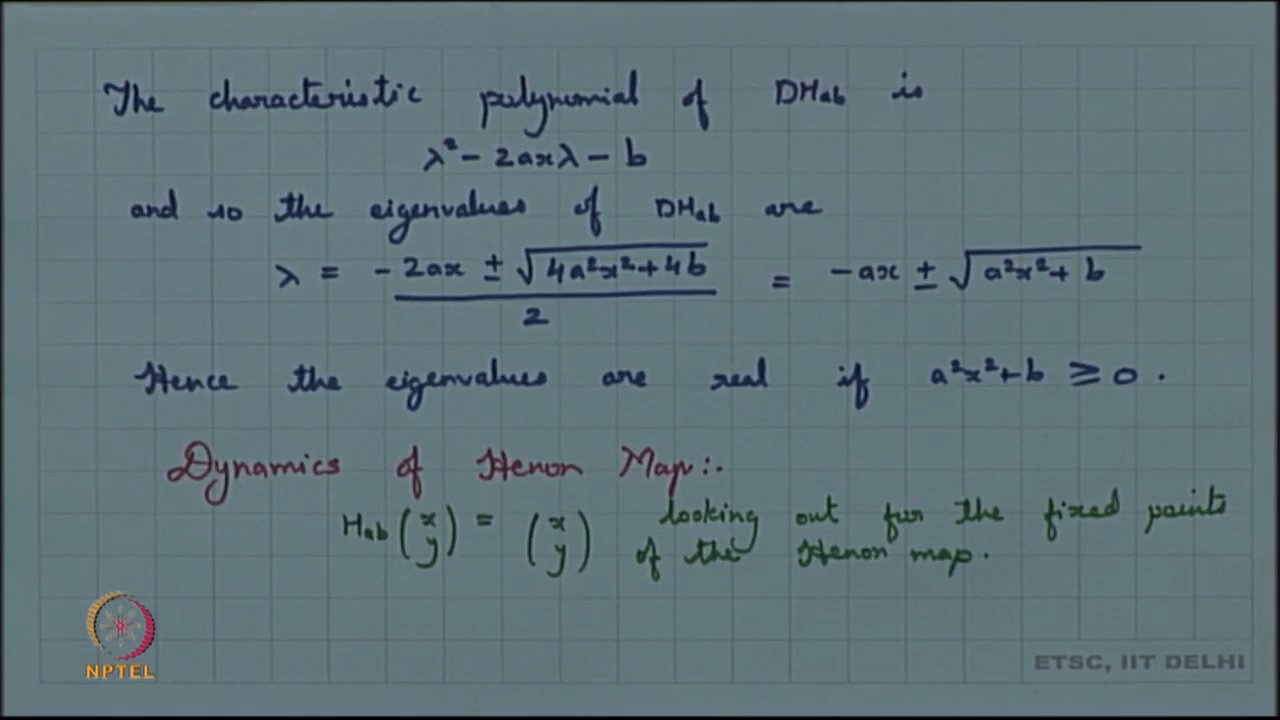 The characteristic polynomial of DHab is
λ² - 2axλ - b
and so the eigenvalues of DHab are
λ = - 2ax ± √4a²x²+4b / 2 = -ax ± √a²x²+ b
Hence the eigenvalues are real if a²x²+b ≥ 0 .
Dynamics of Henon Map:.
Hab (x y) = (x y) looking out for the fixed points
of the Henon map.
NPTEL
ETSC, IIT DELHI